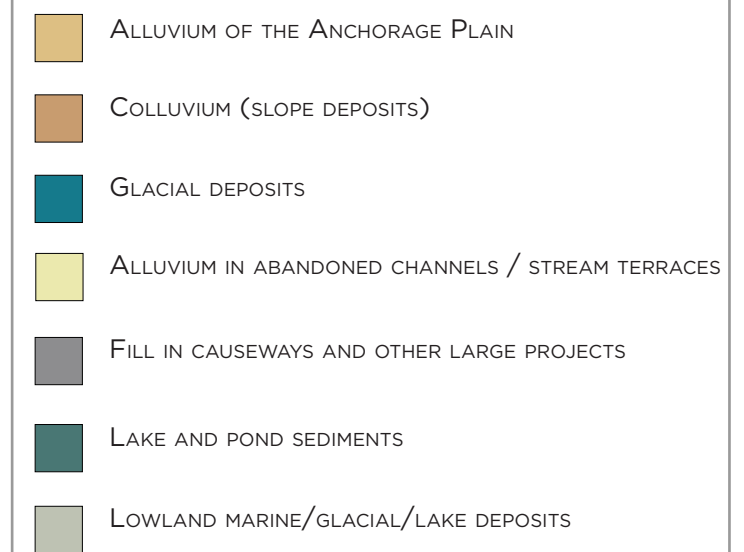 Alluvium of the Anchorage Plain
Colluvium (slope deposits)
Glacial deposits
Alluvium in abandoned channels / stream terraces
Fill in causeways and other large projects
Lake and pond sediments
Lowland marine/glacial/lake deposits